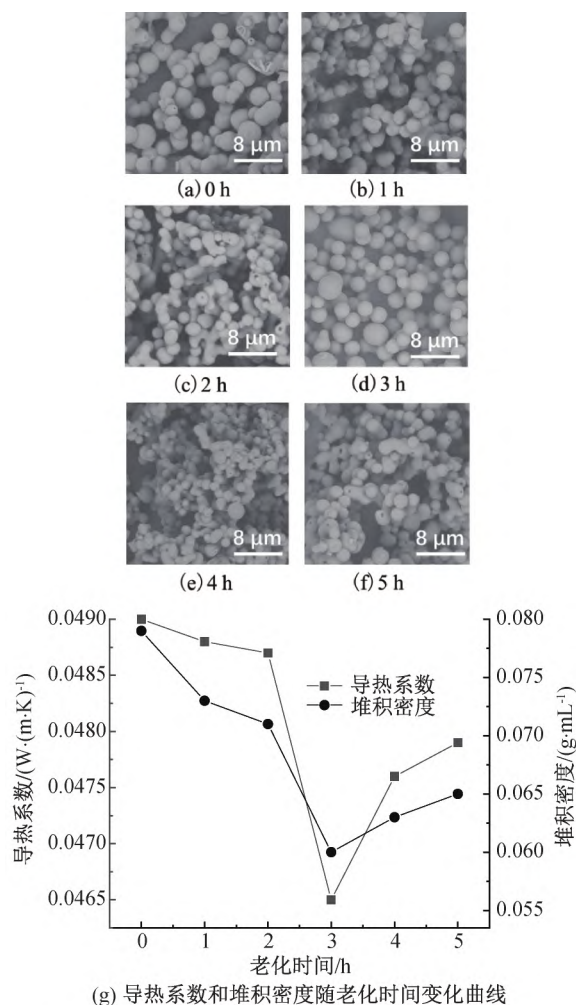 8 μm 8 μm
(a) 0 h (b) 1 h
8 μm 8 μm
(c) 2 h (d) 3 h
8 μm 8 μm
(e) 4 h (f) 5 h
导热系数/(W·(m·K)⁻¹)
0.0490
0.0485
0.0480
0.0475
0.0470
0.0465
导热系数
堆积密度
0.080
0.075
0.070
0.065
0.060
0.055
堆积密度/(g·mL⁻¹)
0 1 2 3 4 5
老化时间/h
(g) 导热系数和堆积密度随老化时间变化曲线